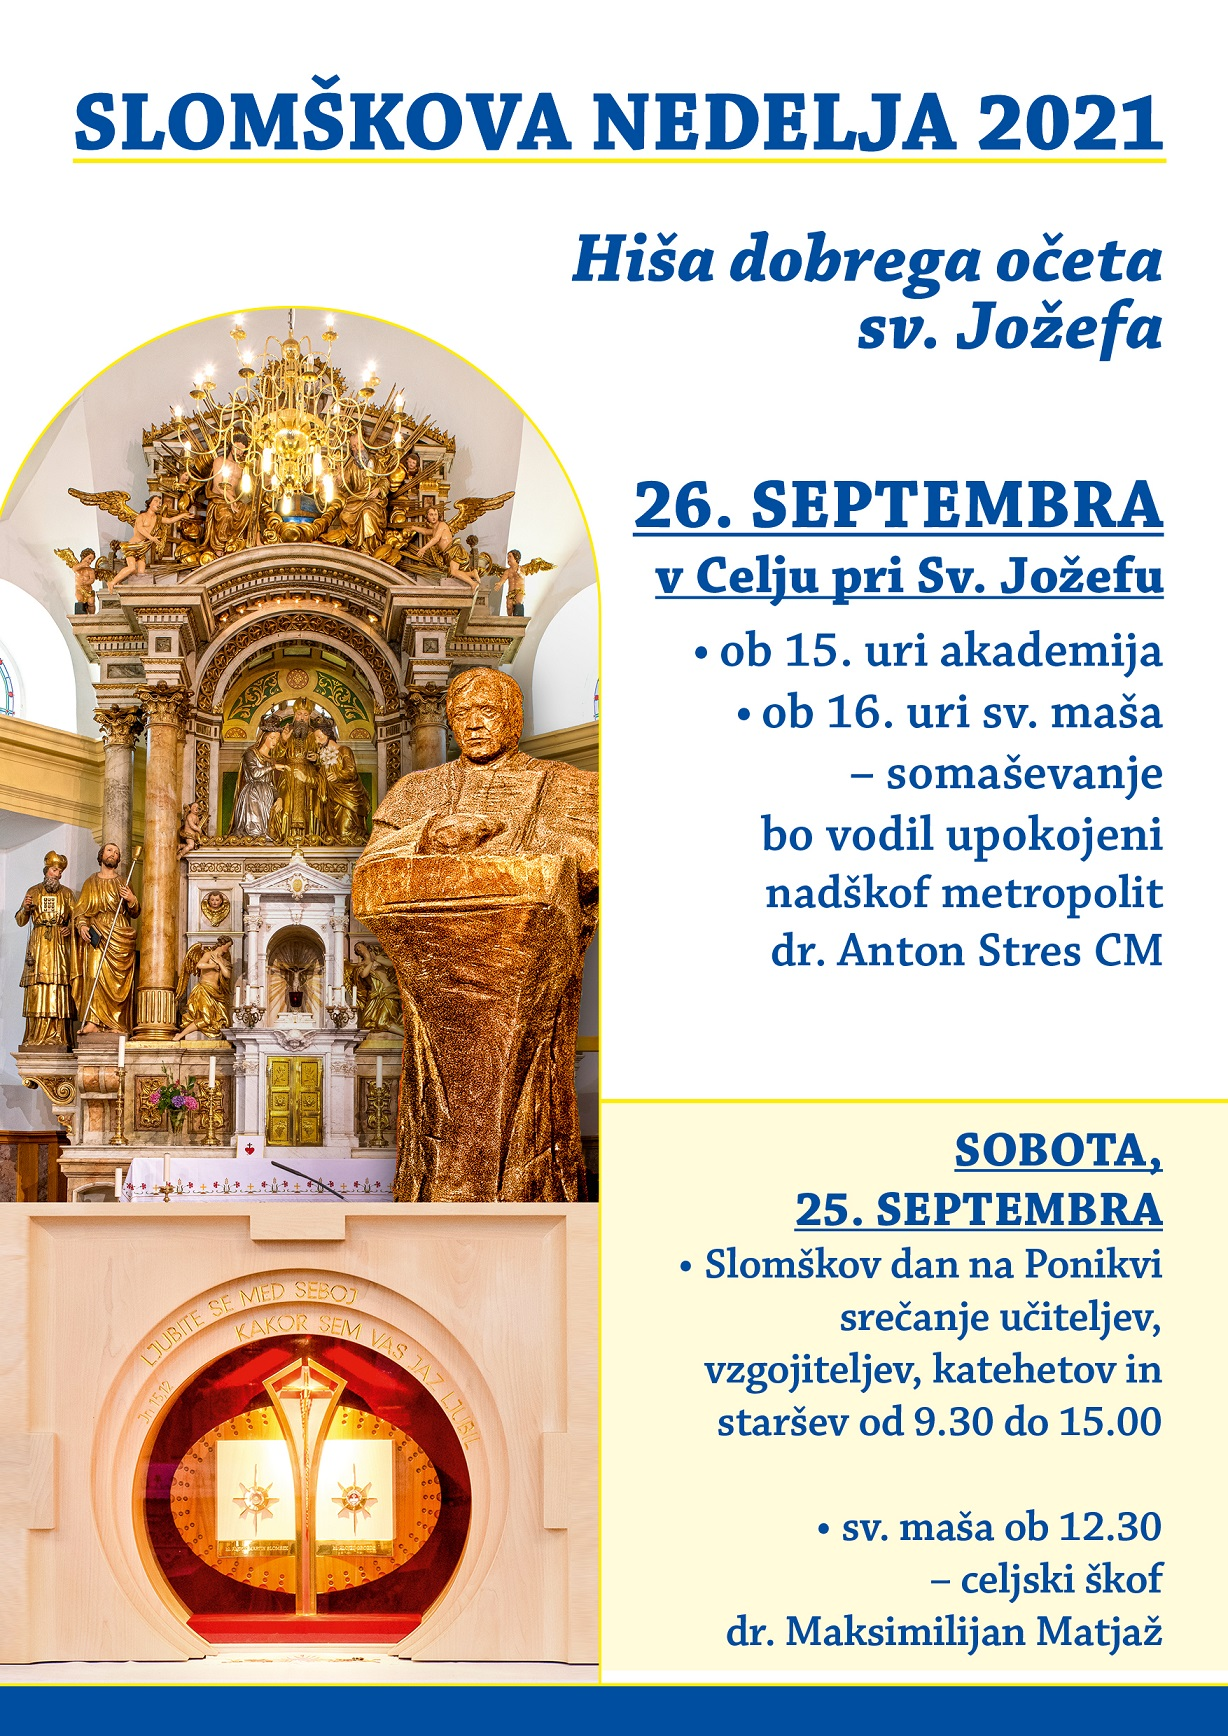 SLOMŠKOVA NEDELJA 2021
Hiša dobrega očeta
sv. Jožefa
26. SEPTEMBRA
v Celju pri Sv. Jožefu
• ob 15. uri akademija
• ob 16. uri sv. maša
– somaševanje
bo vodil upokojeni
nadškof metropolit
dr. Anton Stres CM
SOBOTA,
25. SEPTEMBRA
• Slomškov dan na Ponikvi
srečanje učiteljev,
vzgojiteljev, katehetov in
staršev od 9.30 do 15.00
• sv. maša ob 12.30
– celjski škof
dr. Maksimilijan Matjaž
LJUBITE SE MED SEBOJ
KAKOR SEM VAS JAZ LJUBIL
Jn 15,12